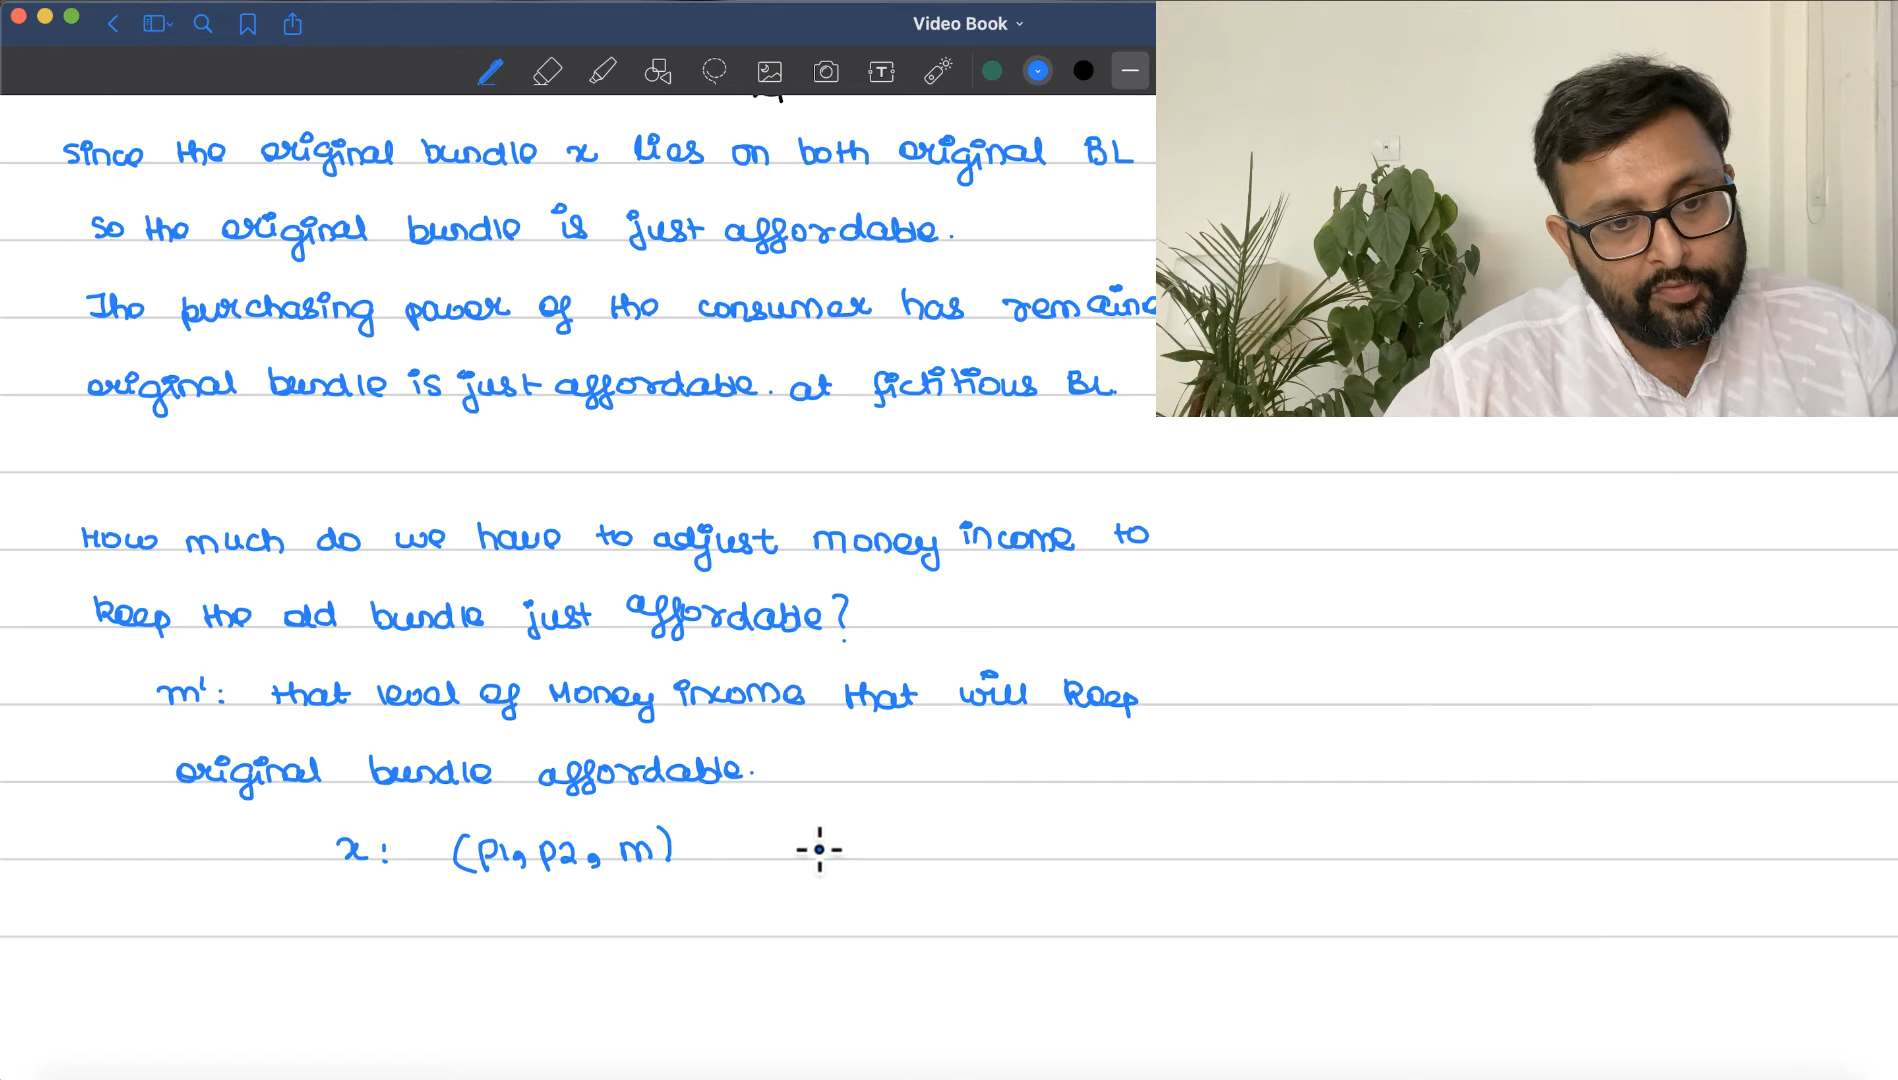 Video Book
since the original bundle x lies on both original BL
so the original bundle is just affordable.
The purchasing power of the consumer has remain
original bundle is just affordable. at fictitious BL.
How much do we have to adjust money income to
keep the old bundle just affordable?
m': that level of Money income that will keep
original bundle affordable.
x: (p1, p2, m)